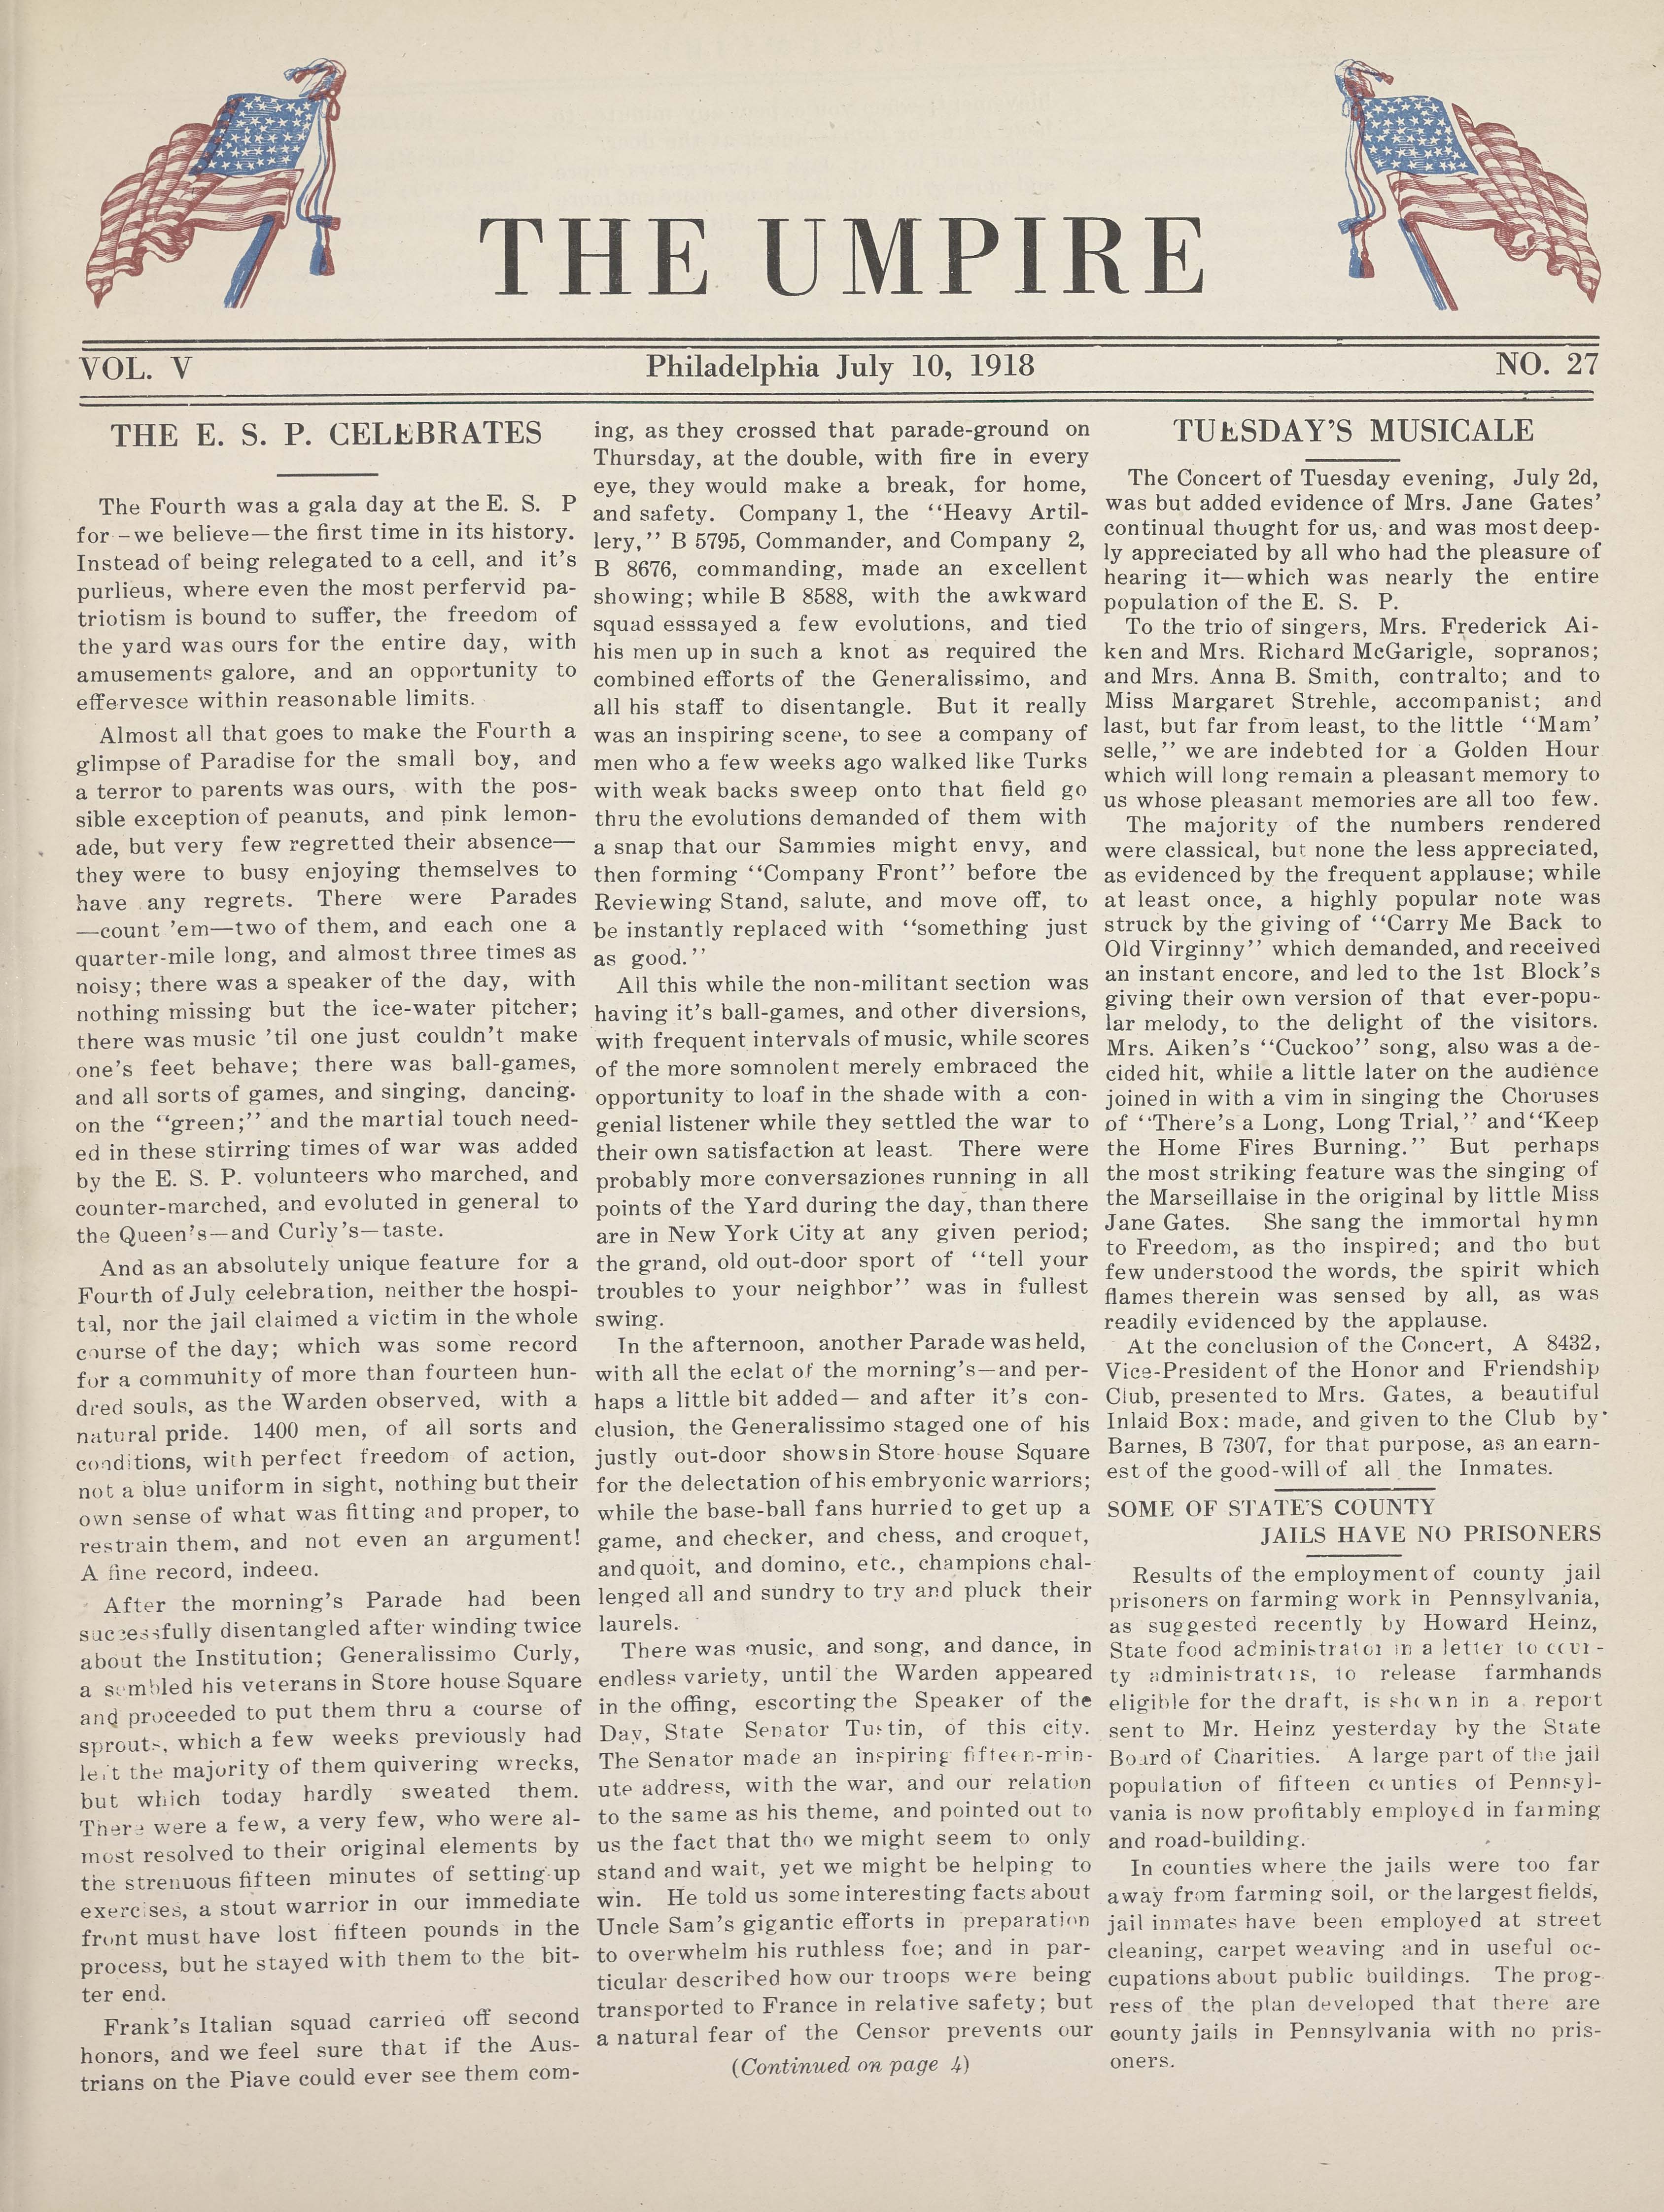 THE UMPIRE
VOL. V
Philadelphia July 10, 1918
NO. 27
THE E. S. P. CELEBRATES
The Fourth was a gala day at the E. S. P
for -we believe—the first time in its history.
Instead of being relegated to a cell, and it's
purlieus, where even the most perfervid pa-
triotism is bound to suffer, the freedom of
the yard was ours for the entire day, with
amusements galore, and an opportunity to
effervesce within reasonable limits.
Almost all that goes to make the Fourth a
glimpse of Paradise for the small boy, and
a terror to parents was ours, with the pos-
sible exception of peanuts, and pink lemon-
ade, but very few regretted their absence—
they were to busy enjoying themselves to
have any regrets. There were Parades
—count 'em—two of them, and each one a
quarter-mile long, and almost three times as
noisy; there was a speaker of the day, with
nothing missing but the ice-water pitcher;
there was music 'til one just couldn't make
one's feet behave; there was ball-games,
and all sorts of games, and singing, dancing.
on the "green;" and the martial touch need-
ed in these stirring times of war was added
by the E. S. P. volunteers who marched, and
counter-marched, and evoluted in general to
the Queen's—and Curly's—taste.
And as an absolutely unique feature for a
Fourth of July celebration, neither the hospi-
tal, nor the jail claimed a victim in the whole
course of the day; which was some record
for a community of more than fourteen hun-
dred souls, as the Warden observed, with a
natural pride. 1400 men, of all sorts and
conditions, with perfect freedom of action,
not a blue uniform in sight, nothing but their
own sense of what was fitting and proper, to
restrain them, and not even an argument!
A fine record, indeed.
After the morning's Parade had been
successfully disentangled after winding twice
about the Institution; Generalissimo Curly,
a sembled his veterans in Store house Square
and proceeded to put them thru a course of
sprouts, which a few weeks previously had
left the majority of them quivering wrecks,
but which today hardly sweated them.
There were a few, a very few, who were al-
most resolved to their original elements by
the strenuous fifteen minutes of setting-up
exercises, a stout warrior in our immediate
front must have lost fifteen pounds in the
process, but he stayed with them to the bit-
ter end.
Frank's Italian squad carried off second
honors, and we feel sure that if the Aus-
trians on the Piave could ever see them com-
ing, as they crossed that parade-ground on
Thursday, at the double, with fire in every
eye, they would make a break, for home,
and safety. Company 1, the "Heavy Artil-
lery," B 5795, Commander, and Company 2,
B 8676, commanding, made an excellent
showing; while B 8588, with the awkward
squad esssayed a few evolutions, and tied
his men up in such a knot as required the
combined efforts of the Generalissimo, and
all his staff to disentangle. But it really
was an inspiring scene, to see a company of
men who a few weeks ago walked like Turks
with weak backs sweep onto that field go
thru the evolutions demanded of them with
a snap that our Sammies might envy, and
then forming "Company Front" before the
Reviewing Stand, salute, and move off, to
be instantly replaced with "something just
as good."
All this while the non-militant section was
having it's ball-games, and other diversions,
with frequent intervals of music, while scores
of the more somnolent merely embraced the
opportunity to loaf in the shade with a con-
genial listener while they settled the war to
their own satisfaction at least. There were
probably more conversaziones running in all
points of the Yard during the day, than there
are in New York City at any given period;
the grand, old out-door sport of "tell your
troubles to your neighbor" was in fullest
swing.
In the afternoon, another Parade was held,
with all the eclat of the morning's—and per-
haps a little bit added— and after it's con-
clusion, the Generalissimo staged one of his
justly out-door shows in Store-house Square
for the delectation of his embryonic warriors;
while the base-ball fans hurried to get up a
game, and checker, and chess, and croquet,
and quoit, and domino, etc., champions chal-
lenged all and sundry to try and pluck their
laurels.
There was music, and song, and dance, in
endless variety, until the Warden appeared
in the offing, escorting the Speaker of the
Day, State Senator Tustin, of this city.
The Senator made an inspiring fifteen-min-
ute address, with the war, and our relation
to the same as his theme, and pointed out to
us the fact that tho we might seem to only
stand and wait, yet we might be helping to
win. He told us some interesting facts about
Uncle Sam's gigantic efforts in preparation
to overwhelm his ruthless foe; and in par-
ticular described how our troops were being
transported to France in relative safety; but
a natural fear of the Censor prevents our
(Continued on page 4)
TUESDAY'S MUSICALE
The Concert of Tuesday evening, July 2d,
was but added evidence of Mrs. Jane Gates'
continual thought for us, and was most deep-
ly appreciated by all who had the pleasure of
hearing it—which was nearly the entire
population of the E. S. P.
To the trio of singers, Mrs. Frederick Ai-
ken and Mrs. Richard McGarigle, sopranos;
and Mrs. Anna B. Smith, contralto; and to
Miss Margaret Strehle, accompanist; and
last, but far from least, to the little "Mam'
selle," we are indebted for a Golden Hour
which will long remain a pleasant memory to
us whose pleasant memories are all too few.
The majority of the numbers rendered
were classical, but none the less appreciated,
as evidenced by the frequent applause; while
at least once, a highly popular note was
struck by the giving of "Carry Me Back to
Old Virginny" which demanded, and received
an instant encore, and led to the 1st Block's
giving their own version of that ever-popu-
lar melody, to the delight of the visitors.
Mrs. Aiken's "Cuckoo" song, also was a de-
cided hit, while a little later on the audience
joined in with a vim in singing the Choruses
of "There's a Long, Long Trial," and "Keep
the Home Fires Burning." But perhaps
the most striking feature was the singing of
the Marseillaise in the original by little Miss
Jane Gates. She sang the immortal hymn
to Freedom, as tho inspired; and tho but
few understood the words, the spirit which
flames therein was sensed by all, as was
readily evidenced by the applause.
At the conclusion of the Concert, A 8432,
Vice-President of the Honor and Friendship
Club, presented to Mrs. Gates, a beautiful
Inlaid Box: made, and given to the Club by
Barnes, B 7307, for that purpose, as an earn-
est of the good-will of all the Inmates.
SOME OF STATE'S COUNTY
JAILS HAVE NO PRISONERS
Results of the employment of county jail
prisoners on farming work in Pennsylvania,
as suggested recently by Howard Heinz,
State food administrator in a letter to coun-
ty administrators, to release farmhands
eligible for the draft, is shown in a report
sent to Mr. Heinz yesterday by the State
Board of Charities. A large part of the jail
population of fifteen counties of Pennsyl-
vania is now profitably employed in farming
and road-building.
In counties where the jails were too far
away from farming soil, or the largest fields,
jail inmates have been employed at street
cleaning, carpet weaving and in useful oc-
cupations about public buildings. The prog-
ress of the plan developed that there are
county jails in Pennsylvania with no pris-
oners.